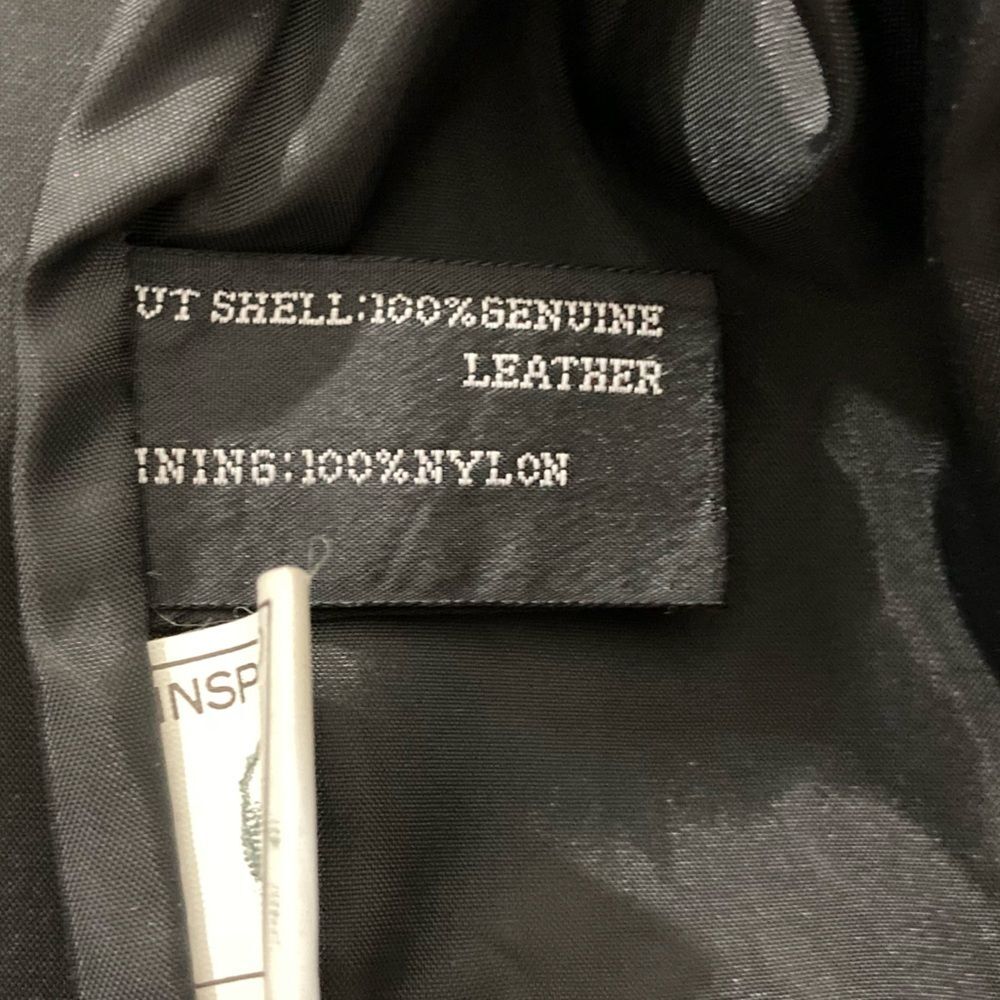 UT SHELL:100%GENUINE
LEATHER
INING:100%NYLON
INSP